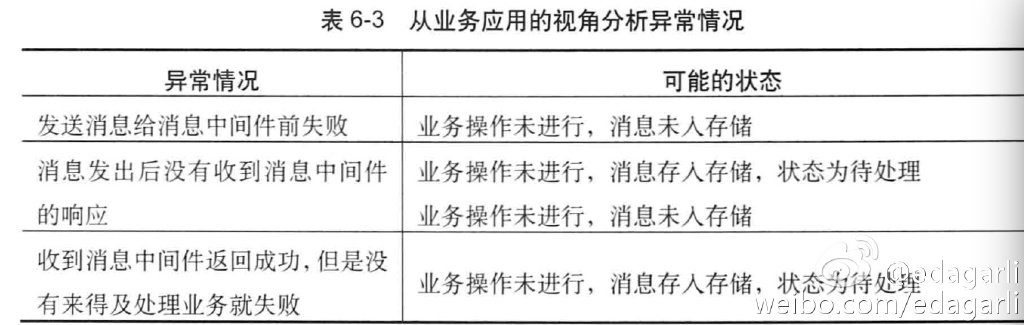 表 6-3 从业务应用的视角分析异常情况
异常情况
可能的状态
发送消息给消息中间件前失败
业务操作未进行，消息未入存储
消息发出后没有收到消息中间件
的响应
业务操作未进行，消息存入存储，状态为待处理
业务操作未进行，消息未入存储
收到消息中间件返回成功，但是没
有来得及处理业务就失败
业务操作未进行，消息存入存储，状态为待处理
@edagarli
weibo.com/edagarli